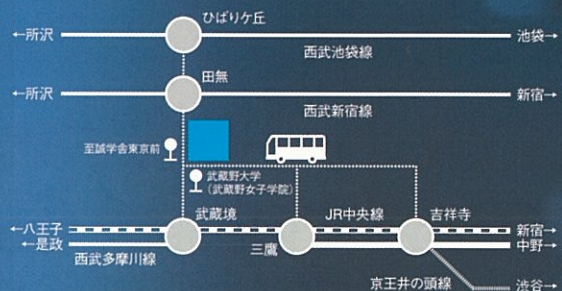 ひばりケ丘
←所沢
池袋→
西武池袋線
田無
←所沢
新宿→
西武新宿線
至誠学舎東京前
武蔵野大学
(武蔵野女子学院)
武蔵境
JR中央線
吉祥寺
←八王子
新宿→
←是政
三鷹
中野→
西武多摩川線
京王井の頭線
渋谷→